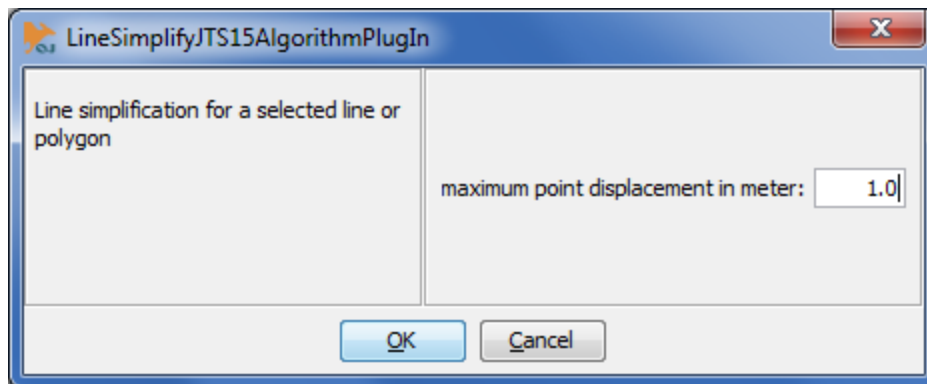 LineSimplifyJTS15AlgorithmPlugIn
Line simplification for a selected line or
polygon
maximum point displacement in meter: 1.0
OK
Cancel